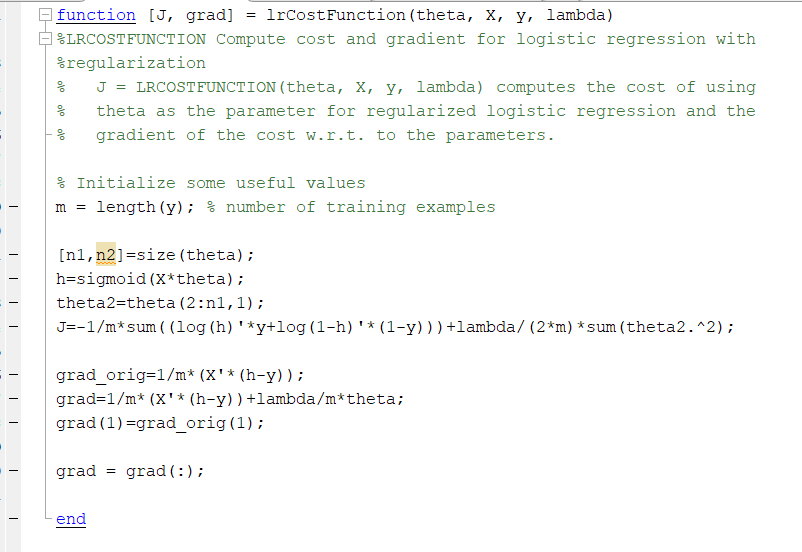 function [J, grad] = lrCostFunction(theta, X, y, lambda)
%LRCOSTFUNCTION Compute cost and gradient for logistic regression with
%regularization
%   J = LRCOSTFUNCTION(theta, X, y, lambda) computes the cost of using
%   theta as the parameter for regularized logistic regression and the
%   gradient of the cost w.r.t. to the parameters.
% Initialize some useful values
m = length(y); % number of training examples
[n1,n2]=size(theta);
h=sigmoid(X*theta);
theta2=theta(2:n1,1);
J=-1/m*sum((log(h)'*y+log(1-h)'*(1-y)))+lambda/(2*m)*sum(theta2.^2);
grad_orig=1/m*(X'*(h-y));
grad=1/m*(X'*(h-y))+lambda/m*theta;
grad(1)=grad_orig(1);
grad = grad(:);
end